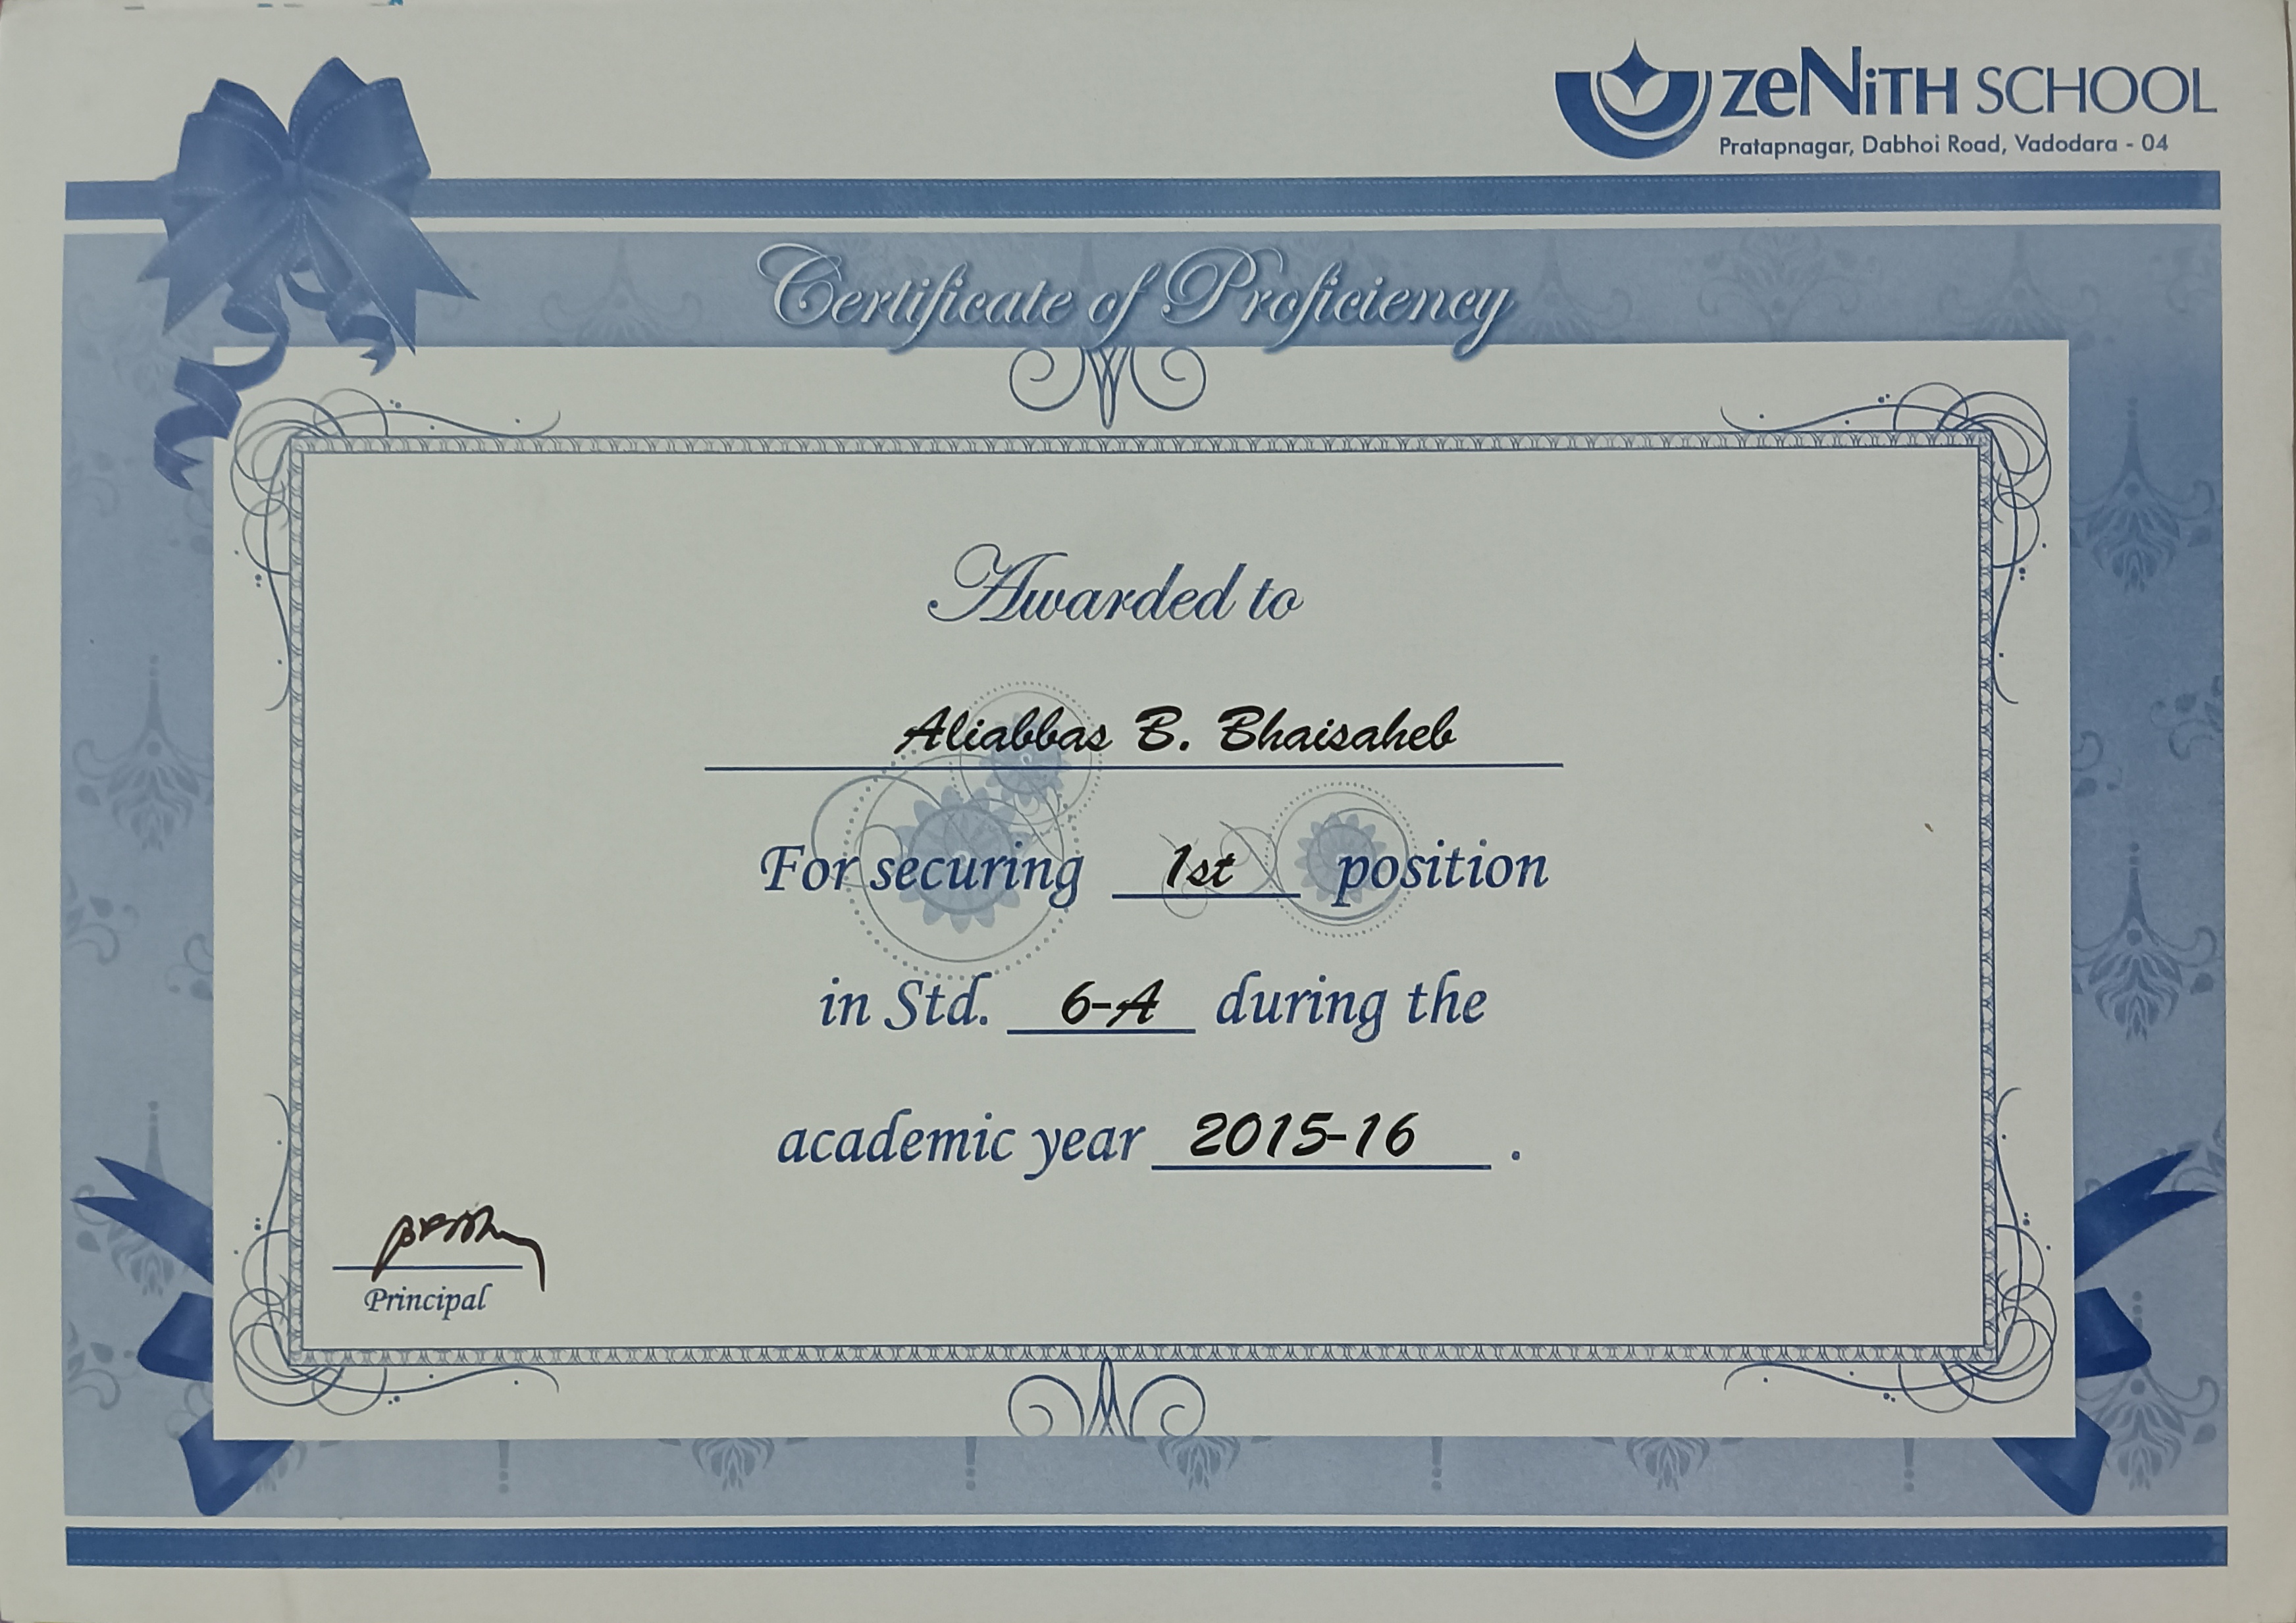 zeNiTH SCHOOL
Pratapnagar, Dabhoi Road, Vadodara - 04
Certificate of Proficiency
Awarded to
Aliabbas B. Bhaisaheb
For securing 1st position
in Std. 6-A during the
academic year 2015-16 .
Principal